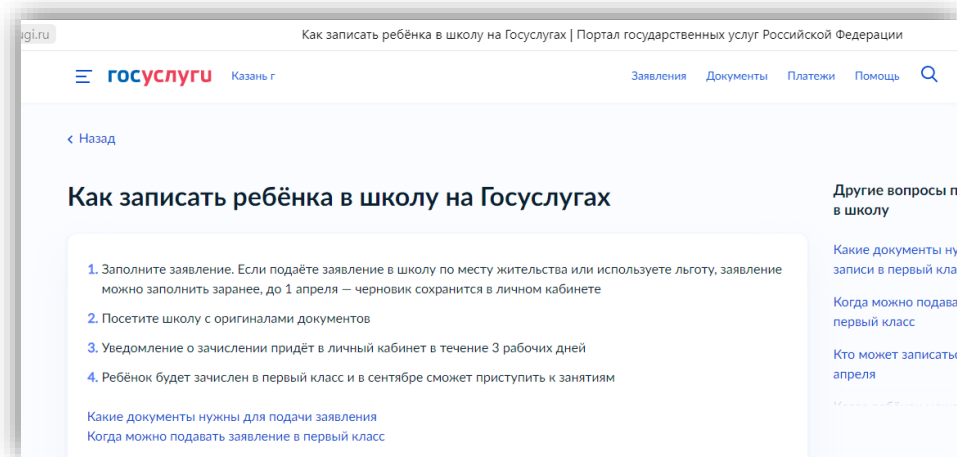 ugi.ru
Как записать ребёнка в школу на Госуслугах | Портал государственных услуг Российской Федерации
госуслуги Казань г Заявления Документы Платежи Помощь
Назад
Как записать ребёнка в школу на Госуслугах
1. Заполните заявление. Если подаёте заявление в школу по месту жительства или используете льготу, заявление
можно заполнить заранее, до 1 апреля — черновик сохранится в личном кабинете
2. Посетите школу с оригиналами документов
3. Уведомление о зачислении придёт в личный кабинет в течение 3 рабочих дней
4. Ребёнок будет зачислен в первый класс и в сентябре сможет приступить к занятиям
Какие документы нужны для подачи заявления
Когда можно подавать заявление в первый класс
Другие вопросы п
в школу
Какие документы ну
записи в первый кла
Когда можно подава
первый класс
Кто может записатьс
апреля